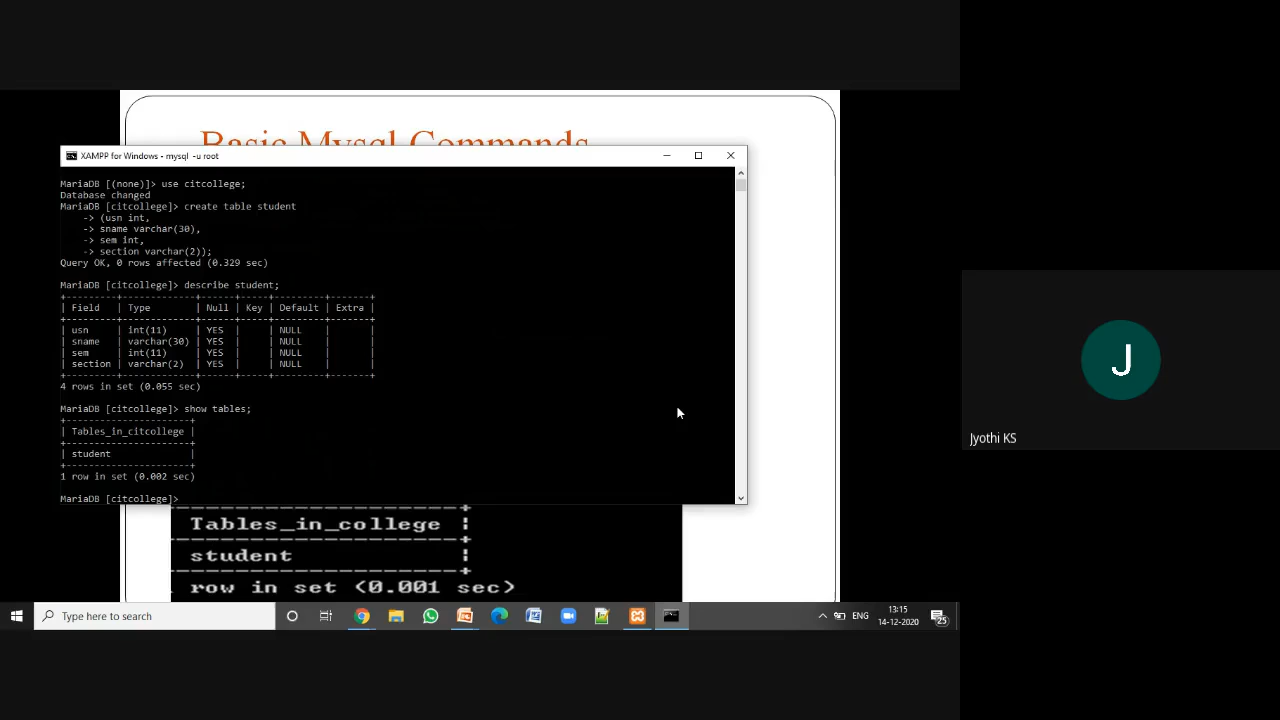 Basic Mysql Commands
XAMPP for Windows - mysql -u root
MariaDB [(none)]> use citcollege;
Database changed
MariaDB [citcollege]> create table student
-> (usn int,
-> sname varchar(30),
-> sem int,
-> section varchar(2));
Query OK, 0 rows affected (0.329 sec)
MariaDB [citcollege]> describe student;
+---------+-------------+------+-----+---------+-------+
| Field | Type | Null | Key | Default | Extra |
+---------+-------------+------+-----+---------+-------+
| usn | int(11) | YES | | NULL | |
| sname | varchar(30) | YES | | NULL | |
| sem | int(11) | YES | | NULL | |
| section | varchar(2) | YES | | NULL | |
+---------+-------------+------+-----+---------+-------+
4 rows in set (0.055 sec)
MariaDB [citcollege]> show tables;
+----------------------+
| Tables_in_citcollege |
+----------------------+
| student |
+----------------------+
1 row in set (0.002 sec)
MariaDB [citcollege]>
Tables_in_college |
student |
row in set (0.001 sec)
J
Jyothi KS
Type here to search
ENG
13:15
14-12-2020
25